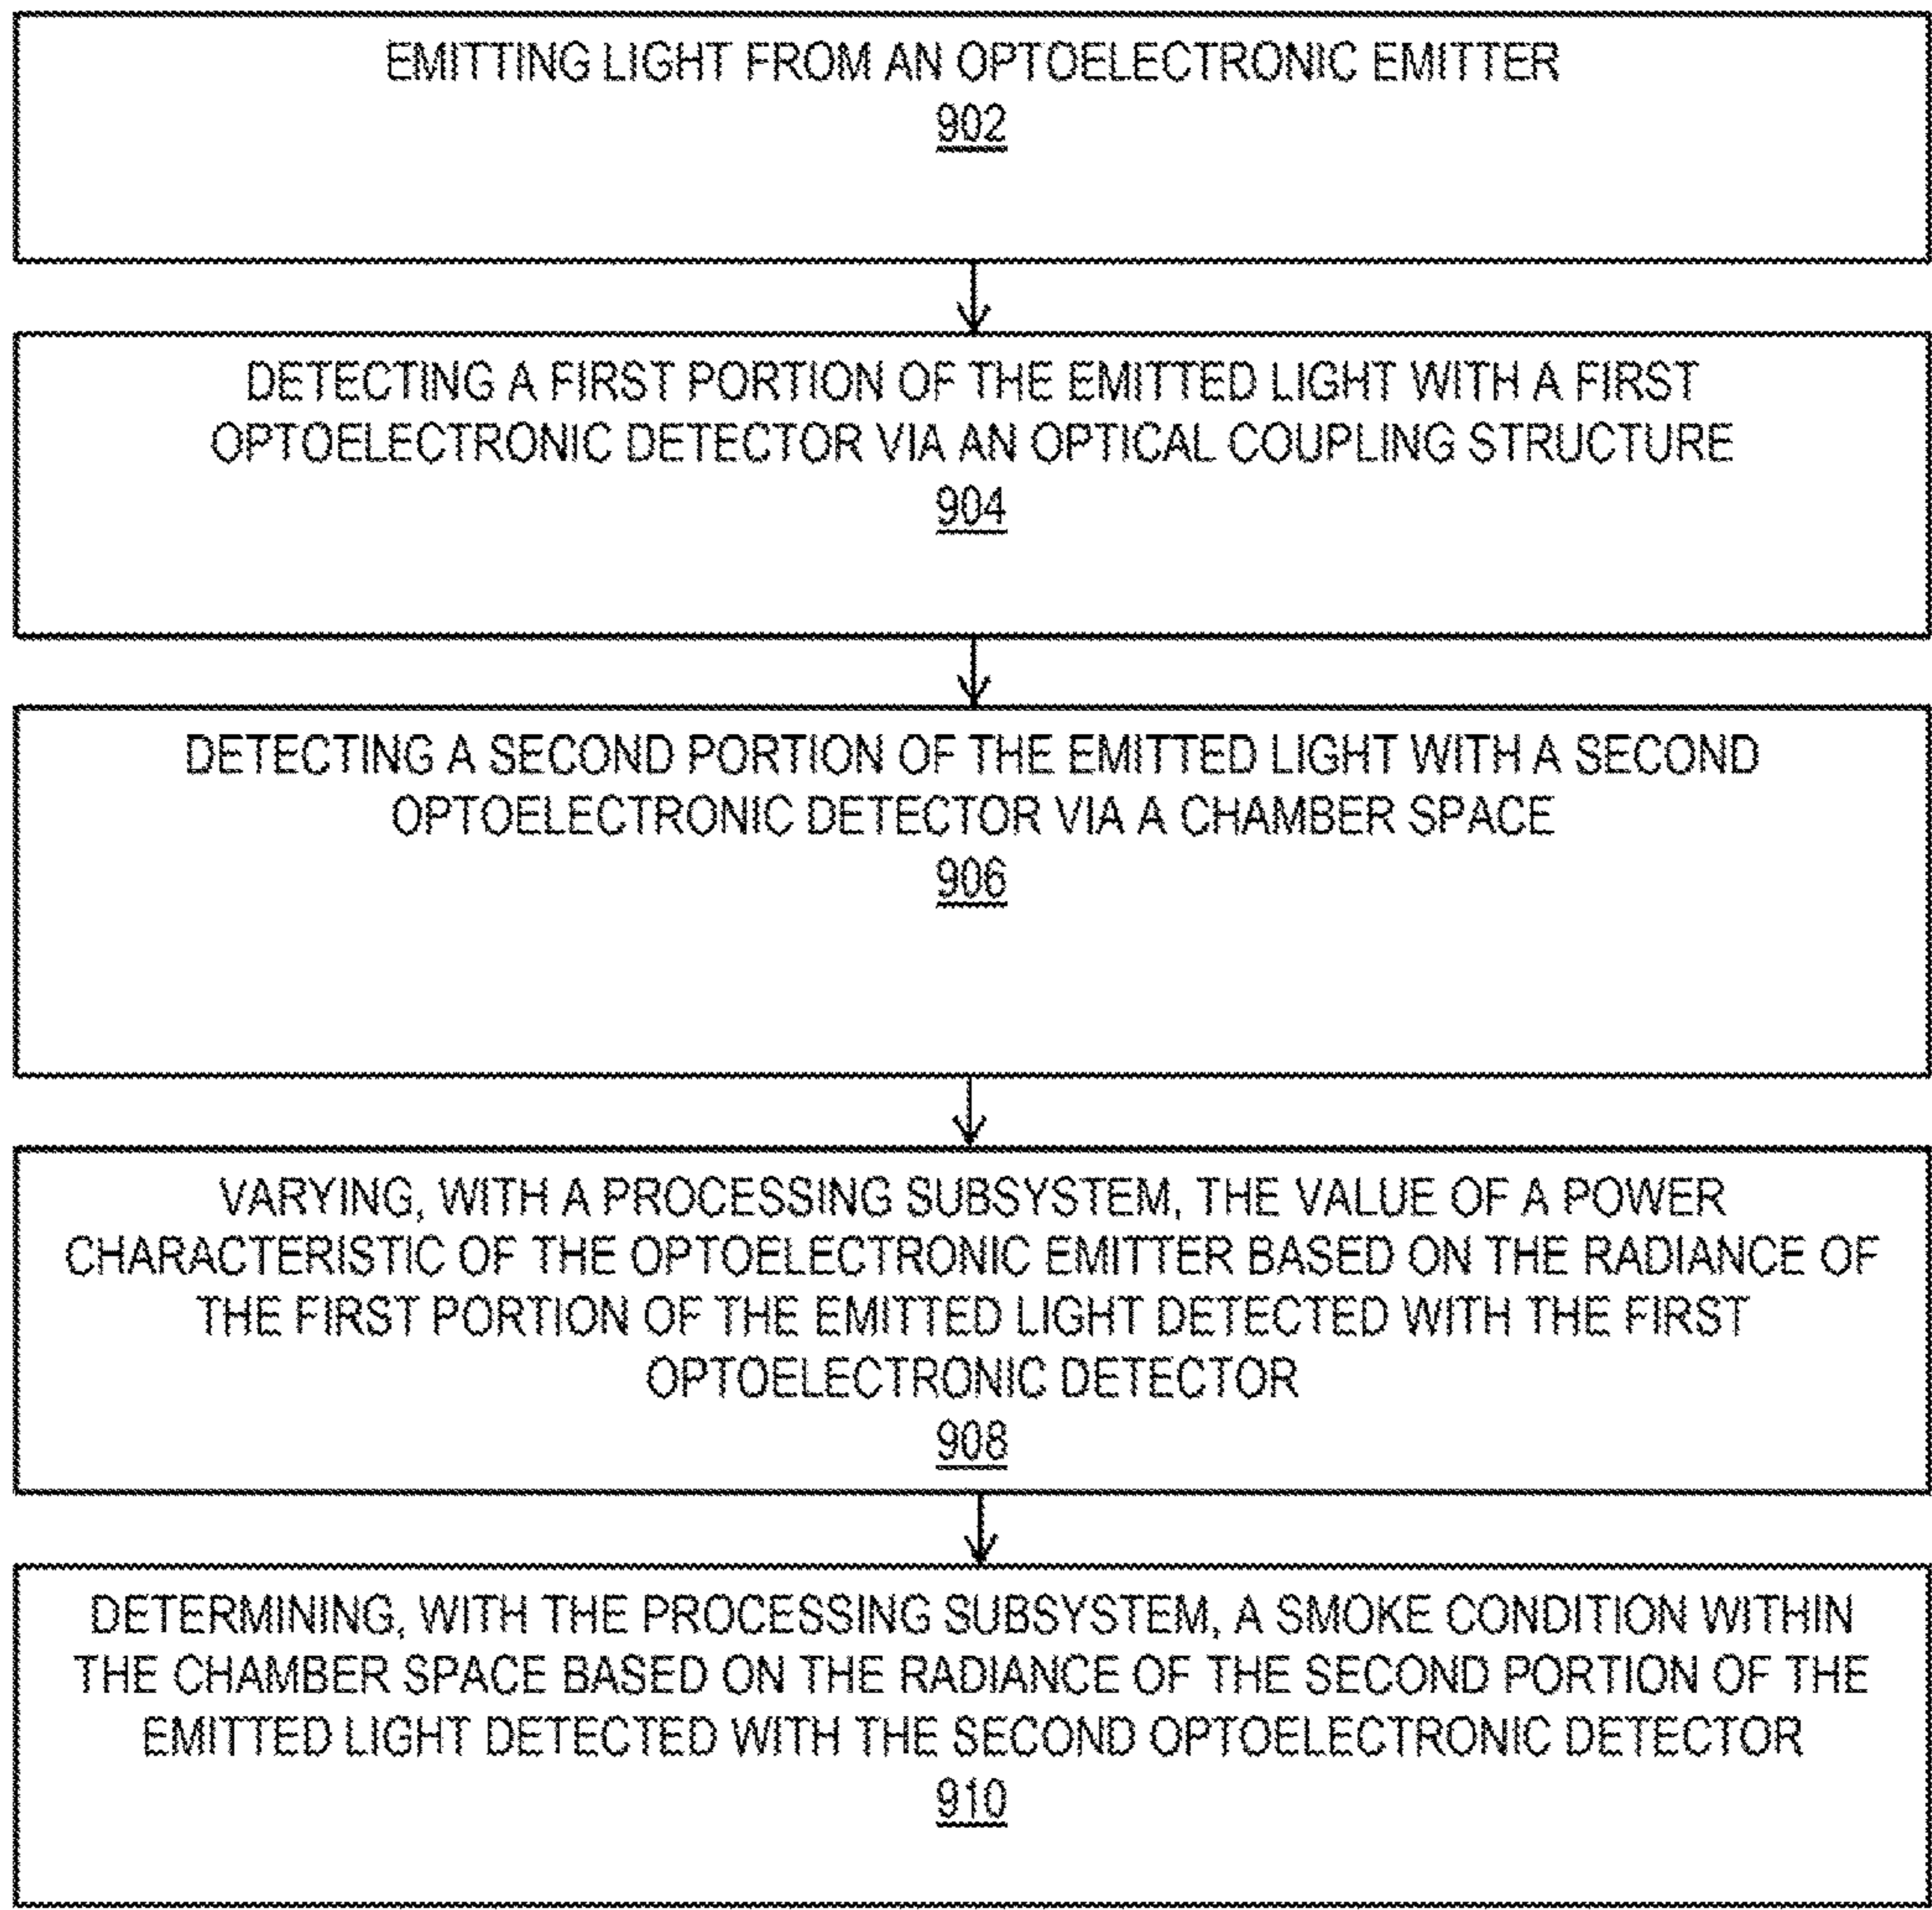 EMITTING LIGHT FROM AN OPTOELECTRONIC EMITTER
902
DETECTING A FIRST PORTION OF THE EMITTED LIGHT WITH A FIRST
OPTOELECTRONIC DETECTOR VIA AN OPTICAL COUPLING STRUCTURE
904
DETECTING A SECOND PORTION OF THE EMITTED LIGHT WITH A SECOND
OPTOELECTRONIC DETECTOR VIA A CHAMBER SPACE
906
VARYING, WITH A PROCESSING SUBSYSTEM, THE VALUE OF A POWER
CHARACTERISTIC OF THE OPTOELECTRONIC EMITTER BASED ON THE RADIANCE OF
THE FIRST PORTION OF THE EMITTED LIGHT DETECTED WITH THE FIRST
OPTOELECTRONIC DETECTOR
908
DETERMINING, WITH THE PROCESSING SUBSYSTEM, A SMOKE CONDITION WITHIN
THE CHAMBER SPACE BASED ON THE RADIANCE OF THE SECOND PORTION OF THE
EMITTED LIGHT DETECTED WITH THE SECOND OPTOELECTRONIC DETECTOR
910